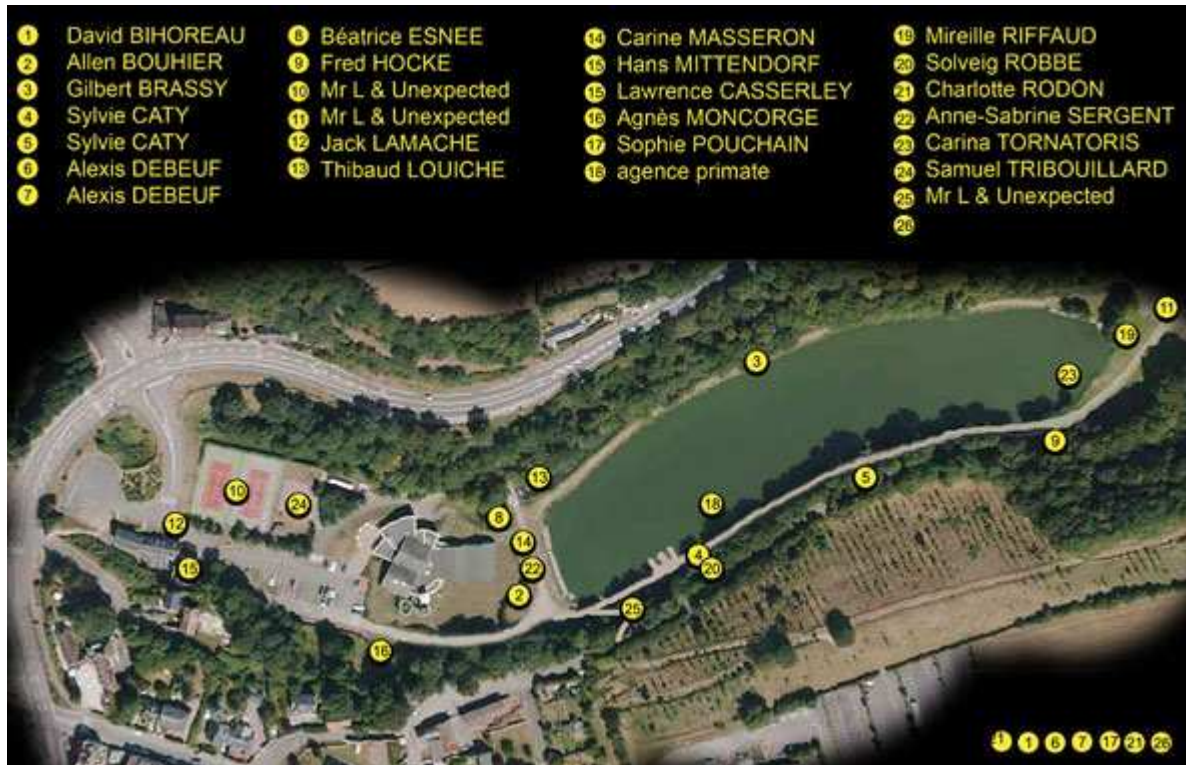 1 David BIHOREAU
2 Allen BOUHIER
3 Gilbert BRASSY
4 Sylvie CATY
5 Sylvie CATY
6 Alexis DEBEUF
7 Alexis DEBEUF
8 Béatrice ESNEE
9 Fred HOCKE
10 Mr L & Unexpected
11 Mr L & Unexpected
12 Jack LAMACHE
13 Thibaud LOUICHE
14 Carine MASSERON
15 Hans MITTENDORF
15 Lawrence CASSERLEY
16 Agnès MONCORGE
17 Sophie POUCHAIN
18 agence primate
19 Mireille RIFFAUD
20 Solveig ROBBE
21 Charlotte RODON
22 Anne-Sabrine SERGENT
23 Carina TORNATORIS
24 Samuel TRIBOUILLARD
25 Mr L & Unexpected
26
11
19
3
23
9
13
5
10
24
18
8
12
14
4
15
22
20
2
25
16
1 6 7 17 21 26